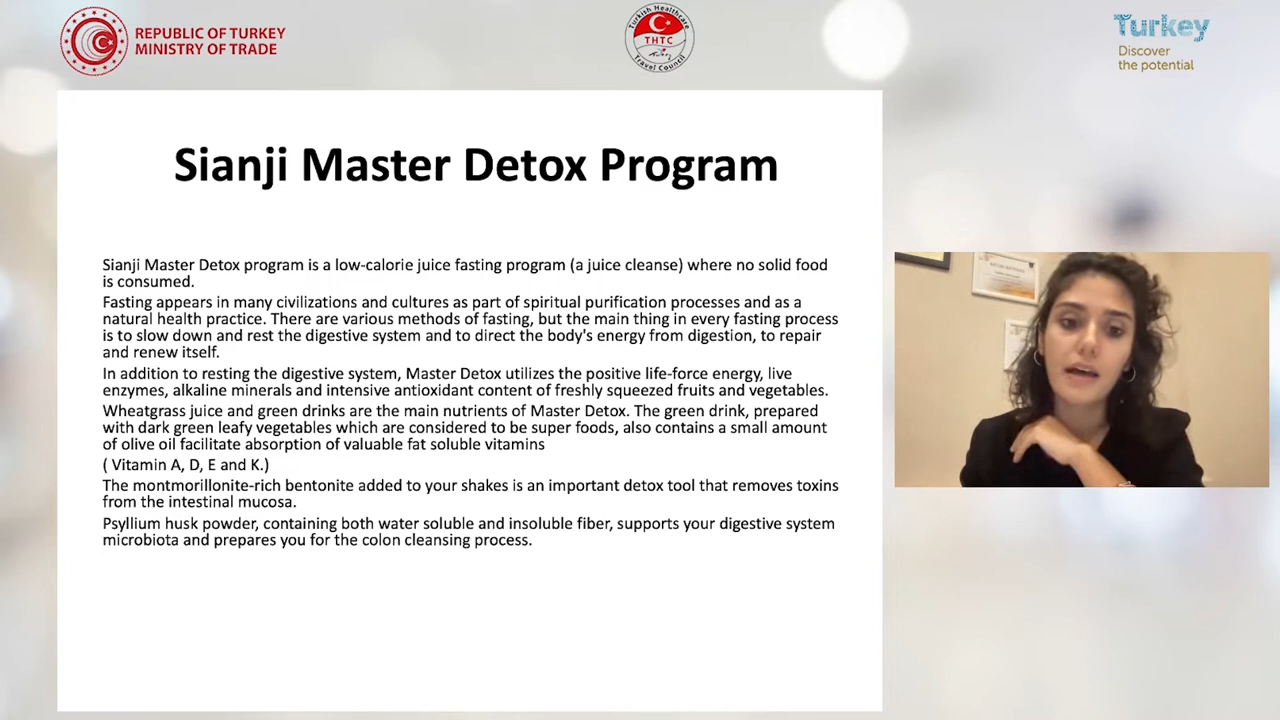 REPUBLIC OF TURKEY
MINISTRY OF TRADE
Turkish Healthcare
THTC
Travel Council
Turkey
Discover
the potential
Sianji Master Detox Program
Sianji Master Detox program is a low-calorie juice fasting program (a juice cleanse) where no solid food
is consumed.
Fasting appears in many civilizations and cultures as part of spiritual purification processes and as a
natural health practice. There are various methods of fasting, but the main thing in every fasting process
is to slow down and rest the digestive system and to direct the body's energy from digestion, to repair
and renew itself.
In addition to resting the digestive system, Master Detox utilizes the positive life-force energy, live
enzymes, alkaline minerals and intensive antioxidant content of freshly squeezed fruits and vegetables.
Wheatgrass juice and green drinks are the main nutrients of Master Detox. The green drink, prepared
with dark green leafy vegetables which are considered to be super foods, also contains a small amount
of olive oil facilitate absorption of valuable fat soluble vitamins
( Vitamin A, D, E and K.)
The montmorillonite-rich bentonite added to your shakes is an important detox tool that removes toxins
from the intestinal mucosa.
Psyllium husk powder, containing both water soluble and insoluble fiber, supports your digestive system
microbiota and prepares you for the colon cleansing process.